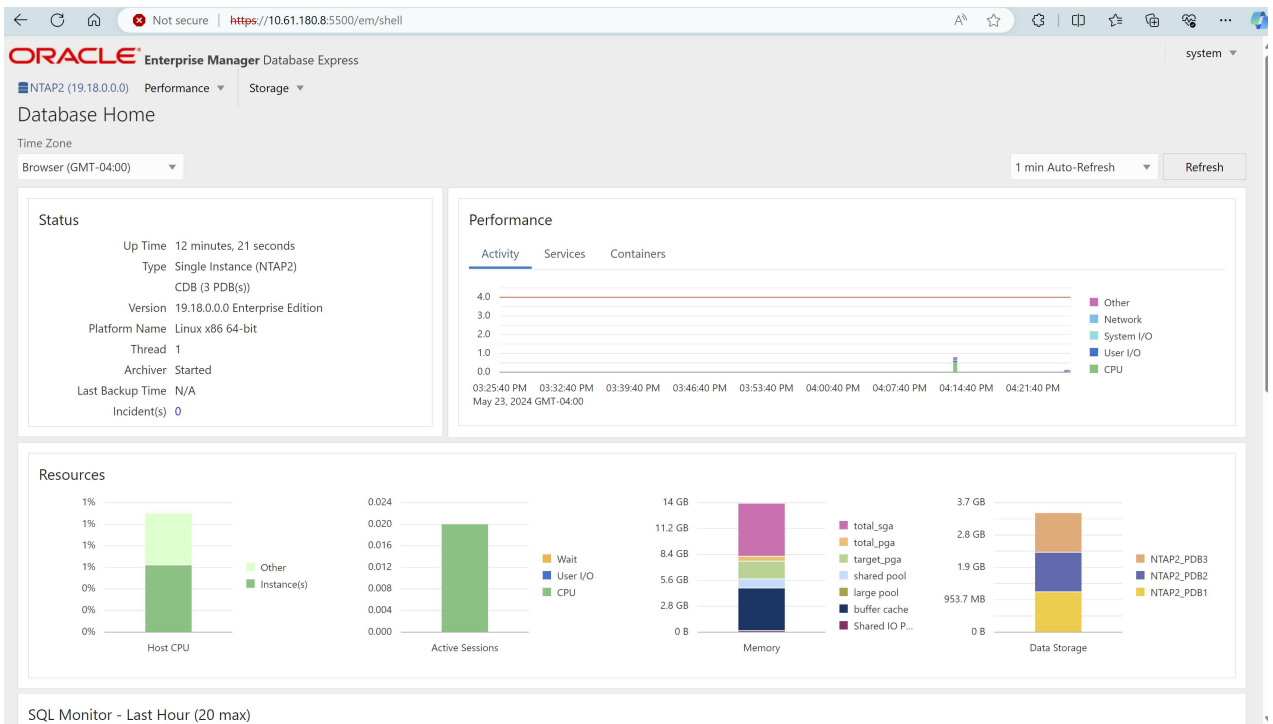 Not secure https://10.61.180.8:5500/em/shell
ORACLE Enterprise Manager Database Express
system
NTAP2 (19.18.0.0.0) Performance Storage
Database Home
Time Zone
Browser (GMT-04:00)
1 min Auto-Refresh Refresh
Status
Up Time 12 minutes, 21 seconds
Type Single Instance (NTAP2)
CDB (3 PDB(s))
Version 19.18.0.0.0 Enterprise Edition
Platform Name Linux x86 64-bit
Thread 1
Archiver Started
Last Backup Time N/A
Incident(s) 0
Performance
Activity Services Containers
4.0
3.0
2.0
1.0
0.0
03:25:40 PM 03:32:40 PM 03:39:40 PM 03:46:40 PM 03:53:40 PM 04:00:40 PM 04:07:40 PM 04:14:40 PM 04:21:40 PM
May 23, 2024 GMT-04:00
Other
Network
System I/O
User I/O
CPU
Resources
1%
1%
1%
1%
0%
0%
0%
Host CPU
Other
Instance(s)
0.024
0.020
0.016
0.012
0.008
0.004
0.000
Active Sessions
Wait
User I/O
CPU
14 GB
11.2 GB
8.4 GB
5.6 GB
2.8 GB
0 B
Memory
total_sga
total_pga
target_pga
shared pool
large pool
buffer cache
Shared IO P...
3.7 GB
2.8 GB
1.9 GB
953.7 MB
0 B
Data Storage
NTAP2_PDB3
NTAP2_PDB2
NTAP2_PDB1
SQL Monitor - Last Hour (20 max)